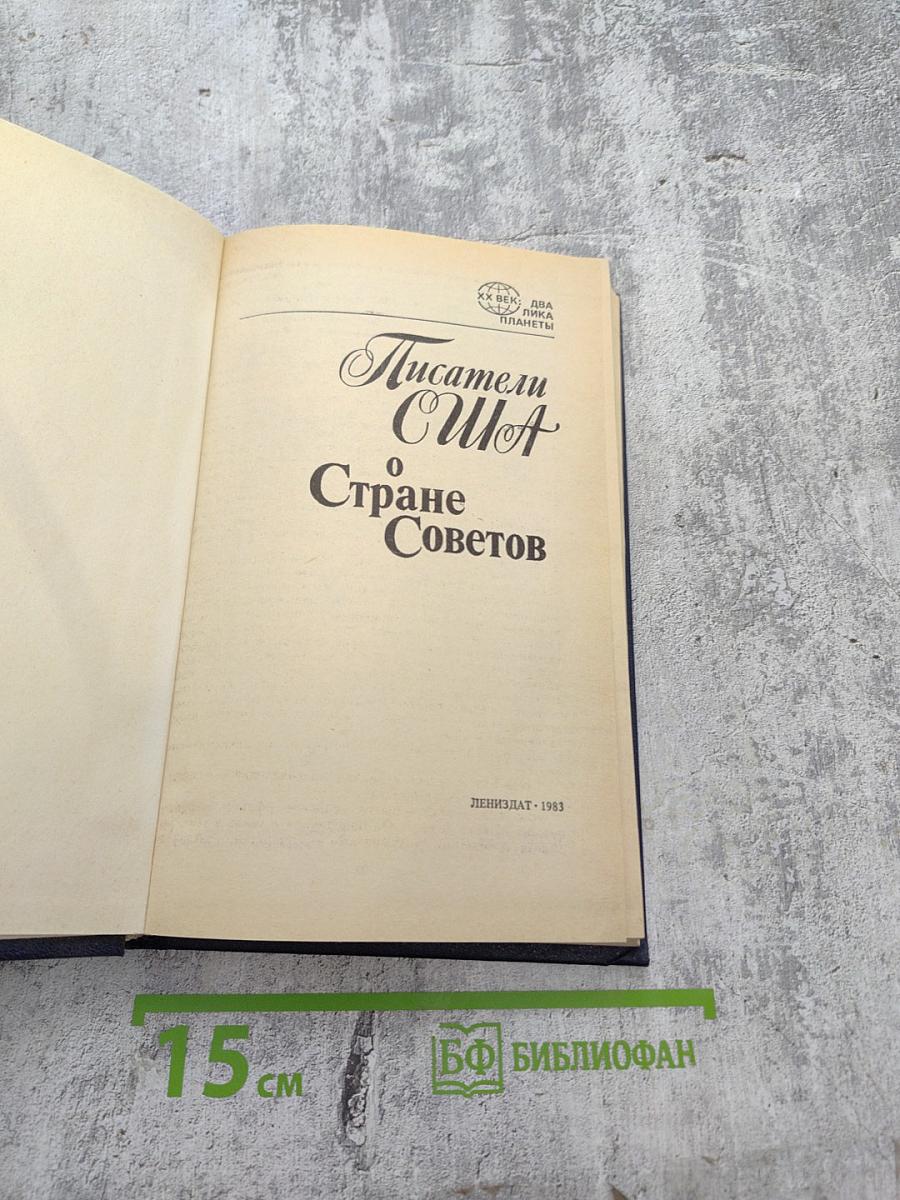 XX ВЕК: ДВА
ЛИКА
ПЛАНЕТЫ
Писатели
США
о
Стране
Советов
ЛЕНИЗДАТ • 1983
15 см
БФ БИБЛИОФАН